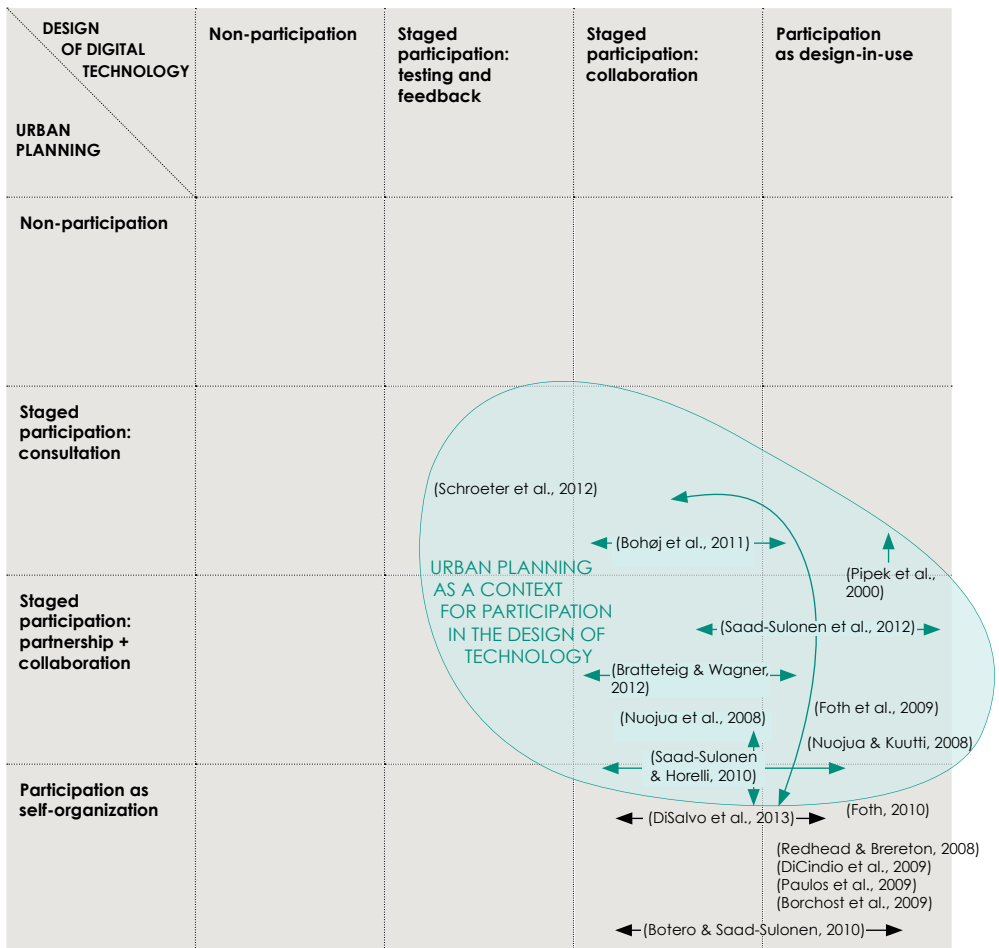 DESIGN
OF DIGITAL
TECHNOLOGY
URBAN
PLANNING
Non-participation
Staged
participation:
testing and
feedback
Staged
participation:
collaboration
Participation
as design-in-use
Non-participation
Staged
participation:
consultation
(Schroeter et al., 2012)
(Bohøj et al., 2011)
(Pipek et al.,
2000)
URBAN PLANNING
AS A CONTEXT
FOR PARTICIPATION
IN THE DESIGN OF
TECHNOLOGY
Staged
participation:
partnership +
collaboration
(Saad-Sulonen et al., 2012)
(Bratteteig & Wagner,
2012)
(Nuojua et al., 2008)
(Foth et al., 2009)
(Nuojua & Kuutti, 2008)
(Saad-Sulonen
& Horelli, 2010)
Participation as
self-organization
(DiSalvo et al., 2013)
(Foth, 2010)
(Redhead & Brereton, 2008)
(DiCindio et al., 2009)
(Paulos et al., 2009)
(Borchost et al., 2009)
(Botero & Saad-Sulonen, 2010)